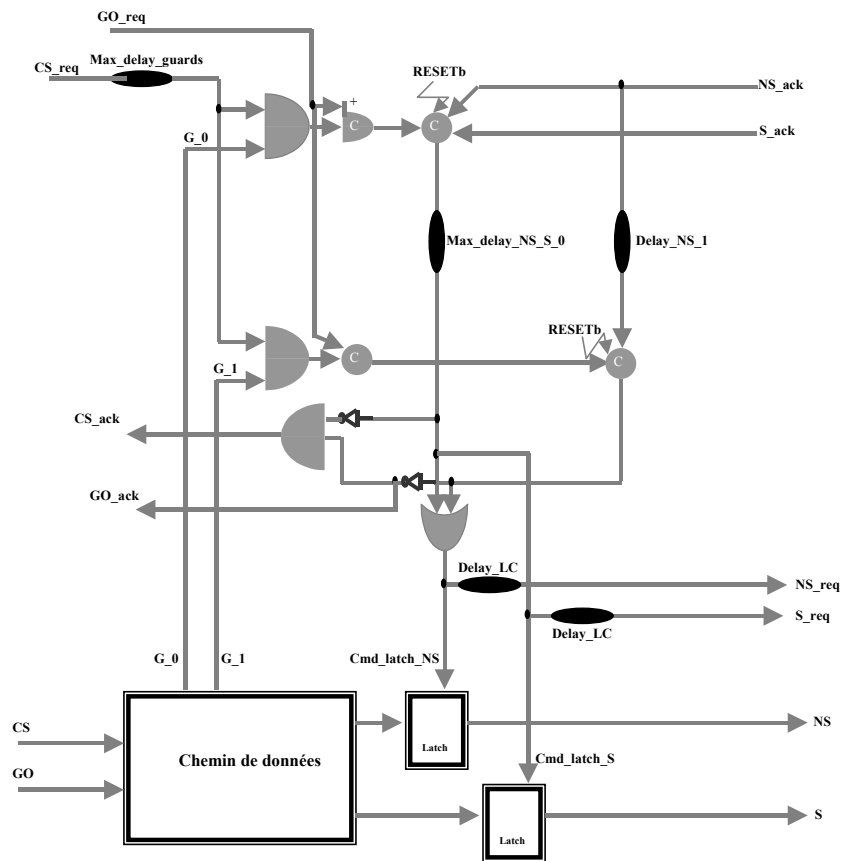 GO_req
Max_delay_guards
CS_req
RESETb
NS_ack
+
C
C
S_ack
G_0
Max_delay_NS_S_0
Delay_NS_1
RESETb
C
C
G_1
CS_ack
GO_ack
Delay_LC
NS_req
S_req
Delay_LC
G_0
G_1
Cmd_latch_NS
CS
NS
Latch
Chemin de données
Cmd_latch_S
GO
S
Latch